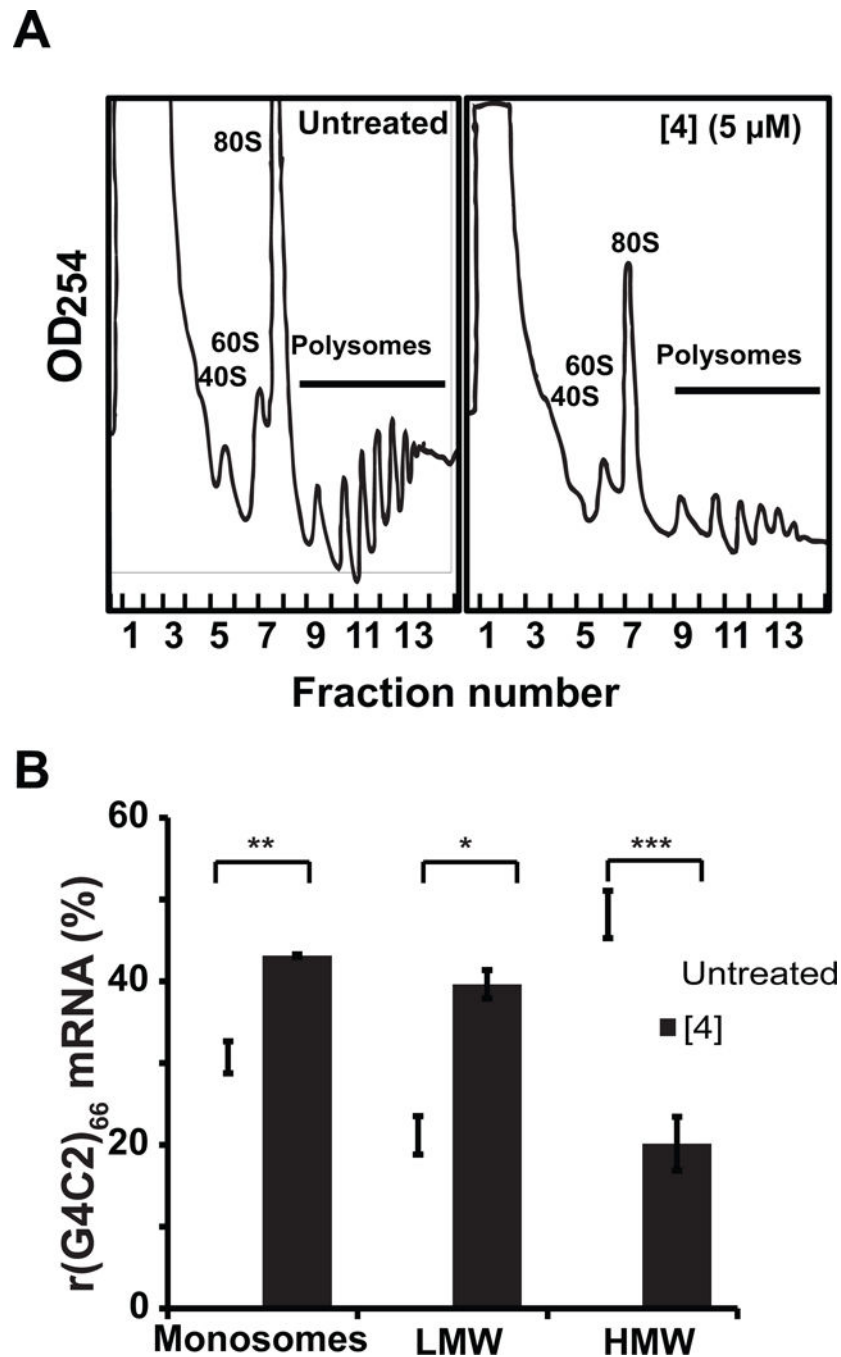 A
Untreated
[4] (5 µM)
80S
80S
60S
Polysomes
60S
Polysomes
40S
40S
OD254
1 3 5 7 9 11 13
1 3 5 7 9 11 13
Fraction number
B
60
** * ***
40
Untreated
[4]
20
0
r(G4C2)66 mRNA (%)
Monosomes LMW HMW